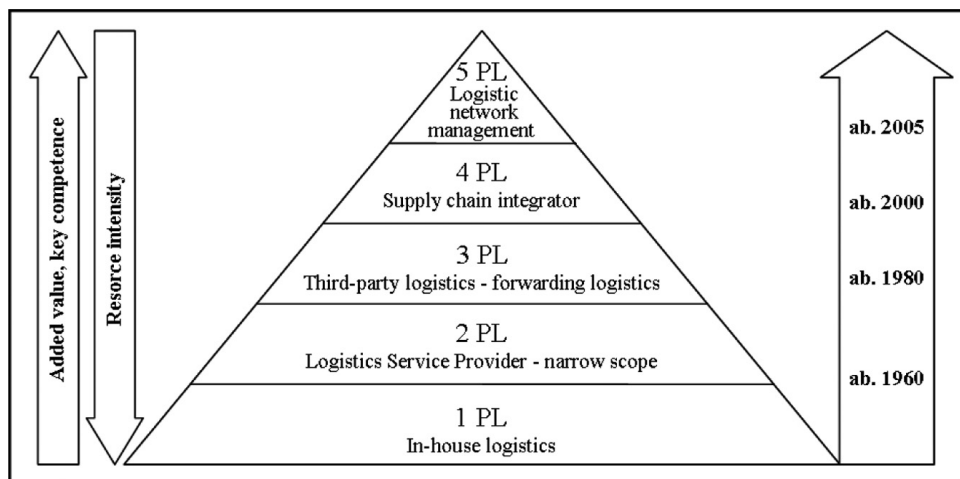 Added value, key competence
Resorce intensity
5 PL
Logistic
network
management
4 PL
Supply chain integrator
3 PL
Third-party logistics - forwarding logistics
2 PL
Logistics Service Provider - narrow scope
1 PL
In-house logistics
ab. 2005
ab. 2000
ab. 1980
ab. 1960